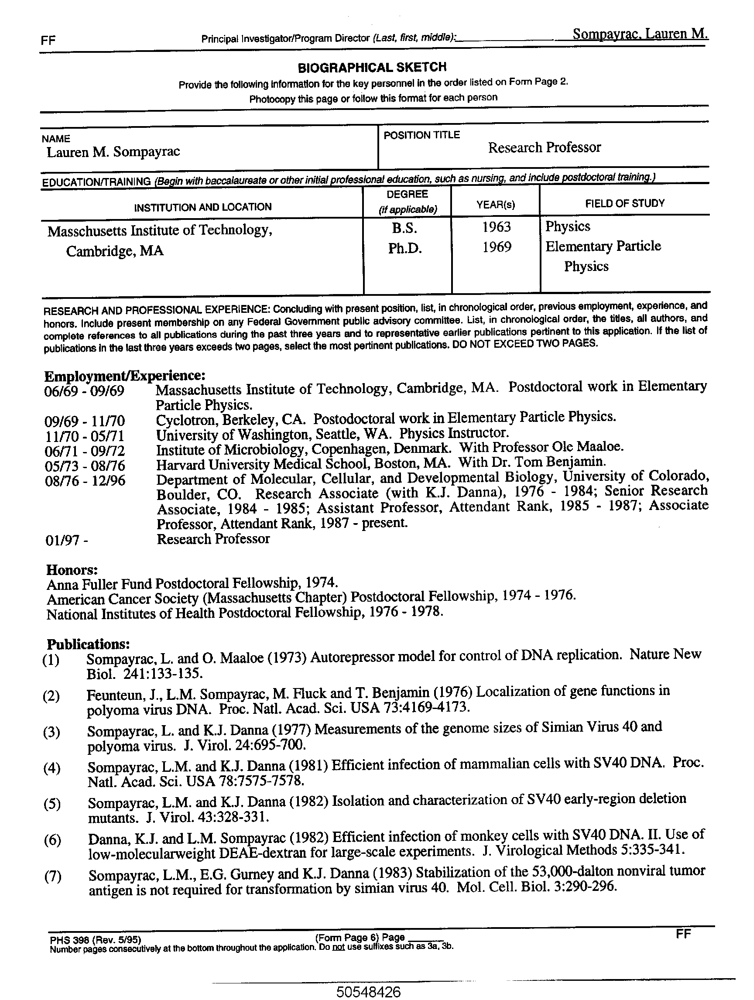 FF Principal Investigator/Program Director (Last, first, middle): Sompayrac, Lauren M.
BIOGRAPHICAL SKETCH
Provide the following information for the key personnel in the order listed on Form Page 2.
Photocopy this page or follow this format for each person
NAME
Lauren M. Sompayrac
POSITION TITLE
Research Professor
EDUCATION/TRAINING (Begin with baccalaureate or other initial professional education, such as nursing, and include postdoctoral training.)
INSTITUTION AND LOCATION DEGREE (if applicable) YEAR(s) FIELD OF STUDY
Masschusetts Institute of Technology, B.S. 1963 Physics
Cambridge, MA Ph.D. 1969 Elementary Particle
Physics
RESEARCH AND PROFESSIONAL EXPERIENCE: Concluding with present position, list, in chronological order, previous employment, experience, and
honors. Include present membership on any Federal Government public advisory committee. List, in chronological order, the titles, all authors, and
complete references to all publications during the past three years and to representative earlier publications pertinent to this application. If the list of
publications in the last three years exceeds two pages, select the most pertinent publications. DO NOT EXCEED TWO PAGES.
Employment/Experience:
06/69 - 09/69 Massachusetts Institute of Technology, Cambridge, MA. Postdoctoral work in Elementary
Particle Physics.
09/69 - 11/70 Cyclotron, Berkeley, CA. Postodoctoral work in Elementary Particle Physics.
11/70 - 05/71 University of Washington, Seattle, WA. Physics Instructor.
06/71 - 09/72 Institute of Microbiology, Copenhagen, Denmark. With Professor Ole Maaloe.
05/73 - 08/76 Harvard University Medical School, Boston, MA. With Dr. Tom Benjamin.
08/76 - 12/96 Department of Molecular, Cellular, and Developmental Biology, University of Colorado,
Boulder, CO. Research Associate (with K.J. Danna), 1976 - 1984; Senior Research
Associate, 1984 - 1985; Assistant Professor, Attendant Rank, 1985 - 1987; Associate
Professor, Attendant Rank, 1987 - present.
01/97 - Research Professor
Honors:
Anna Fuller Fund Postdoctoral Fellowship, 1974.
American Cancer Society (Massachusetts Chapter) Postdoctoral Fellowship, 1974 - 1976.
National Institutes of Health Postdoctoral Fellowship, 1976 - 1978.
Publications:
(1) Sompayrac, L. and O. Maaloe (1973) Autorepressor model for control of DNA replication. Nature New
Biol. 241:133-135.
(2) Feunteun, J., L.M. Sompayrac, M. Fluck and T. Benjamin (1976) Localization of gene functions in
polyoma virus DNA. Proc. Natl. Acad. Sci. USA 73:4169-4173.
(3) Sompayrac, L. and K.J. Danna (1977) Measurements of the genome sizes of Simian Virus 40 and
polyoma virus. J. Virol. 24:695-700.
(4) Sompayrac, L.M. and K.J. Danna (1981) Efficient infection of mammalian cells with SV40 DNA. Proc.
Natl. Acad. Sci. USA 78:7575-7578.
(5) Sompayrac, L.M. and K.J. Danna (1982) Isolation and characterization of SV40 early-region deletion
mutants. J. Virol. 43:328-331.
(6) Danna, K.J. and L.M. Sompayrac (1982) Efficient infection of monkey cells with SV40 DNA. II. Use of
low-molecularweight DEAE-dextran for large-scale experiments. J. Virological Methods 5:335-341.
(7) Sompayrac, L.M., E.G. Gurney and K.J. Danna (1983) Stabilization of the 53,000-dalton nonviral tumor
antigen is not required for transformation by simian virus 40. Mol. Cell. Biol. 3:290-296.
PHS 398 (Rev. 5/95) (Form Page 6) Page FF
Number pages consecutively at the bottom throughout the application. Do not use suffixes such as 3a, 3b.
50548426